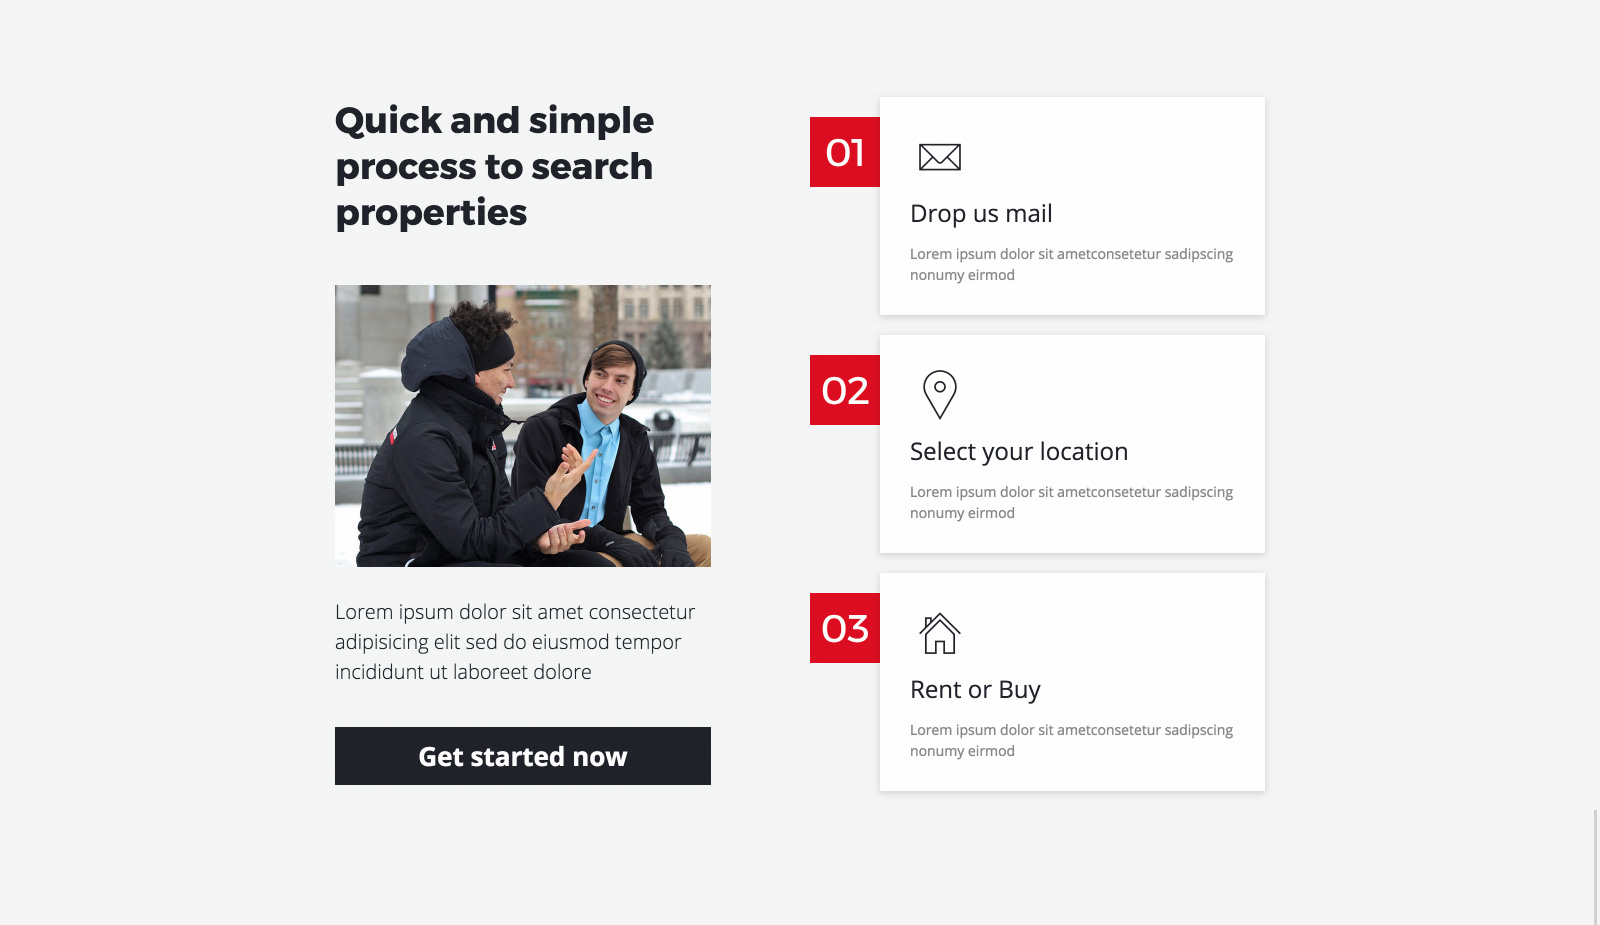 Quick and simple
process to search
properties
Lorem ipsum dolor sit amet consectetur
adipisicing elit sed do eiusmod tempor
incididunt ut laboreet dolore
Get started now
01
Drop us mail
Lorem ipsum dolor sit ametconsetetur sadipscing
nonumy eirmod
02
Select your location
Lorem ipsum dolor sit ametconsetetur sadipscing
nonumy eirmod
03
Rent or Buy
Lorem ipsum dolor sit ametconsetetur sadipscing
nonumy eirmod